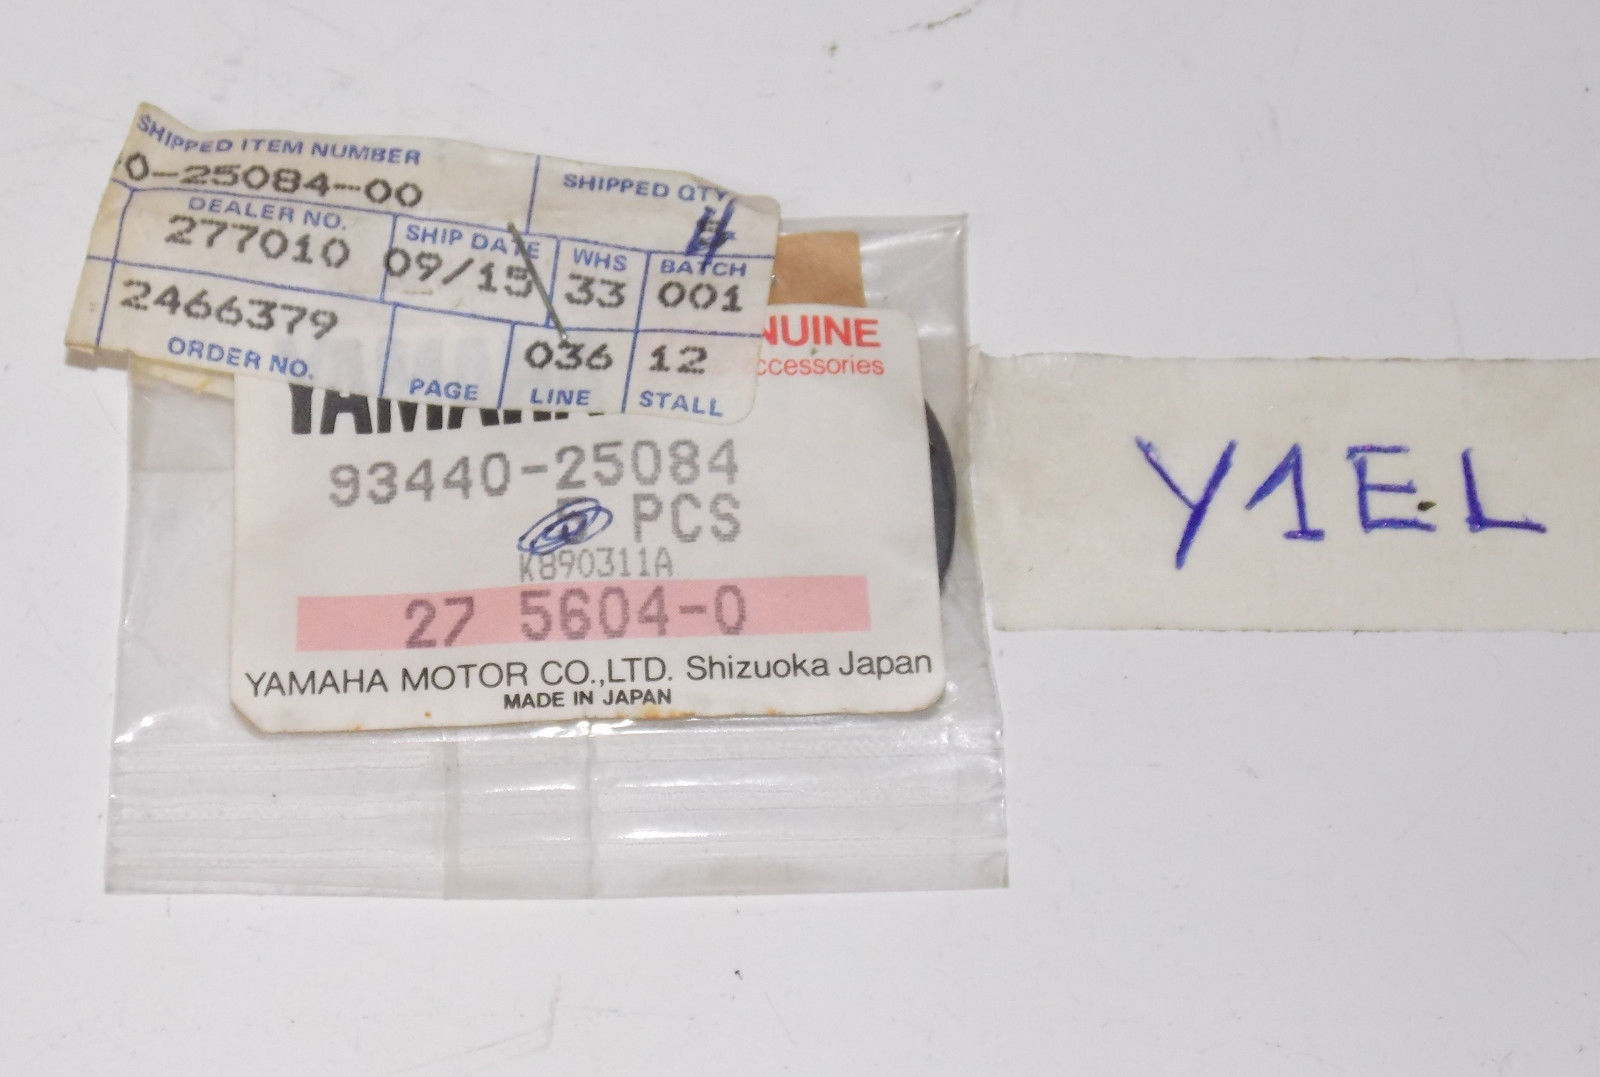 SHIPPED ITEM NUMBER
0-25084-00
SHIPPED QTY
DEALER NO.
277010
SHIP DATE
09/15
WHS
33
BATCH
001
2466379
ORDER NO.
PAGE
036
LINE
12
STALL
NUINE
ccessories
YAMAHA
93440-25084
PCS
K890311A
27 5604-0
YAMAHA MOTOR CO.,LTD. Shizuoka Japan
MADE IN JAPAN
Y1EL